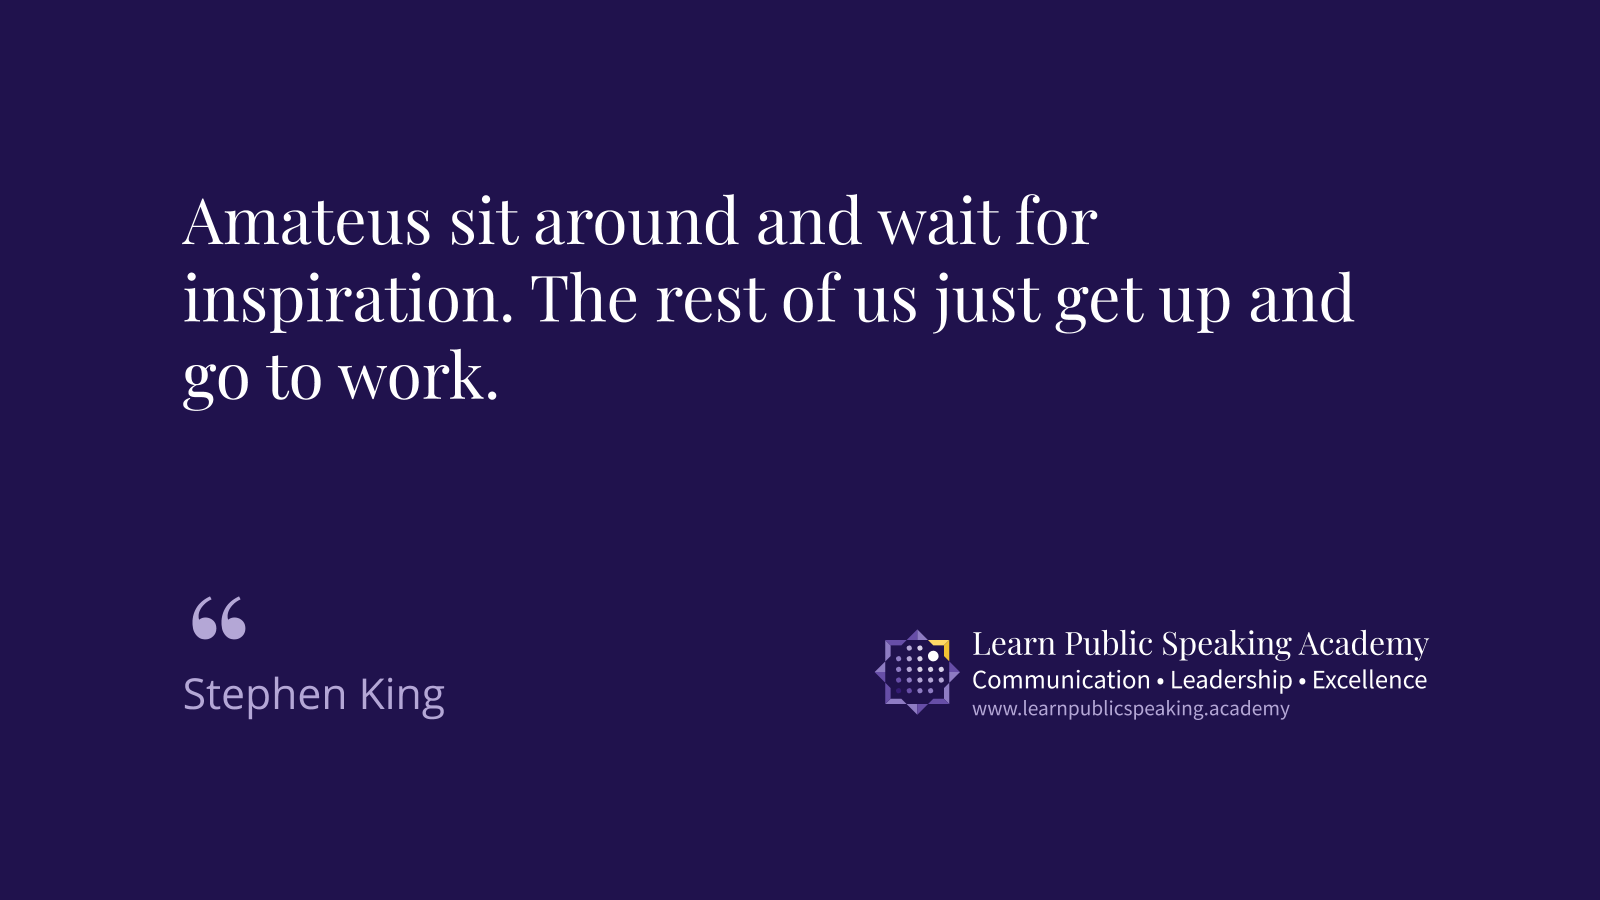 Amateus sit around and wait for
inspiration. The rest of us just get up and
go to work.
“
Stephen King
Learn Public Speaking Academy
Communication • Leadership • Excellence
www.learnpublicspeaking.academy